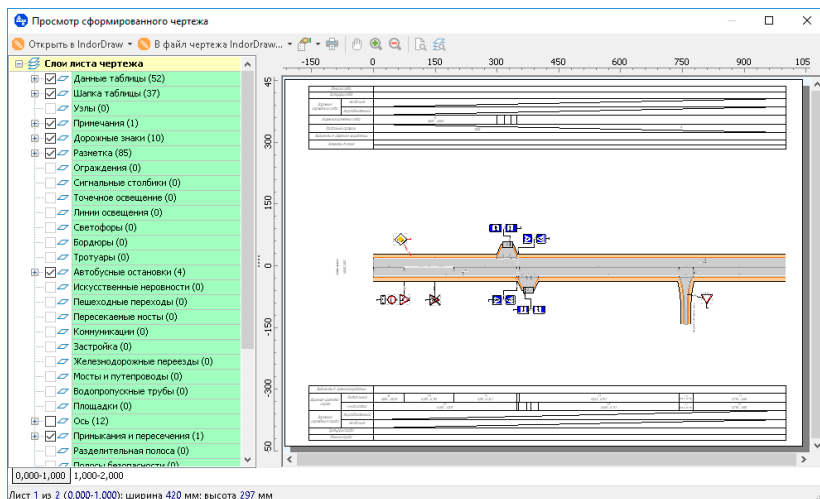 Просмотр сформированного чертежа
Открыть в IndorDraw
В файл чертежа IndorDraw...
Слои листа чертежа
Данные таблицы (52)
Шапка таблицы (37)
Узлы (0)
Примечания (1)
Дорожные знаки (10)
Разметка (85)
Ограждения (0)
Сигнальные столбики (0)
Точечное освещение (0)
Линии освещения (0)
Светофоры (0)
Бордюры (0)
Тротуары (0)
Автобусные остановки (4)
Искусственные неровности (0)
Пешеходные переходы (0)
Пересекаемые мосты (0)
Коммуникации (0)
Застройка (0)
Железнодорожные переезды (0)
Мосты и путепроводы (0)
Водопропускные трубы (0)
Площадки (0)
Ось (12)
Примыкания и пересечения (1)
Разделительная полоса (0)
Полосы безопасности (0)
-150 0 150 300 450 600 750 900 105
45
300
150
0
-150
-300
50
0,000-1,000 1,000-2,000
Лист 1 из 2 (0,000-1,000): ширина 420 мм; высота 297 мм